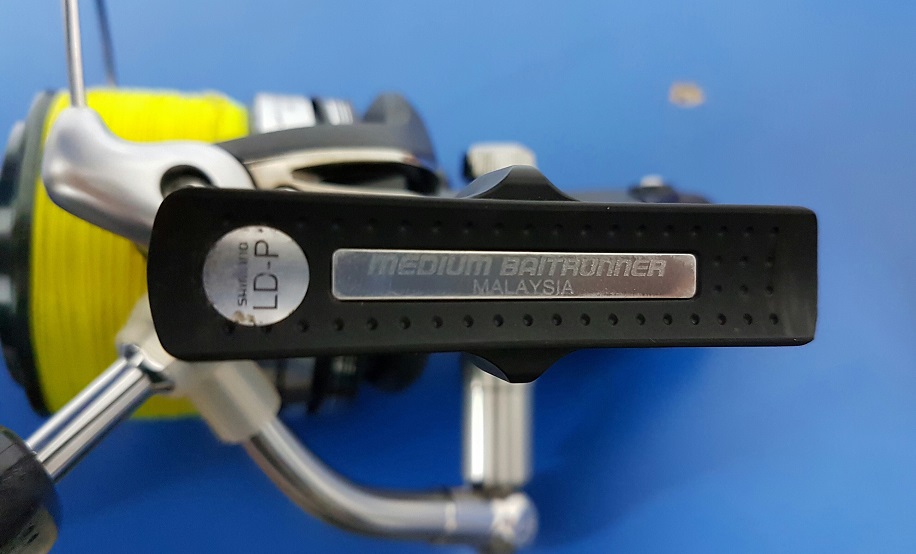 SHIMANO
LD-P
MEDIUM BAITRUNNER
MALAYSIA